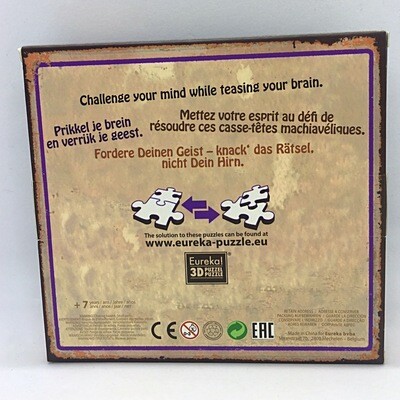 Challenge your mind while teasing your brain.
Prikkel je brein
en verrijk je geest.
Mettez votre esprit au défi de
résoudre ces casse-têtes machiavéliques.
Fordere Deinen Geist – knack' das Rätsel,
nicht Dein Hirn.
The solution to these puzzles can be found at
www.eureka-puzzle.eu
Eureka!
3D PUZZLE
PUZZEL
+ 7
CE
EAC